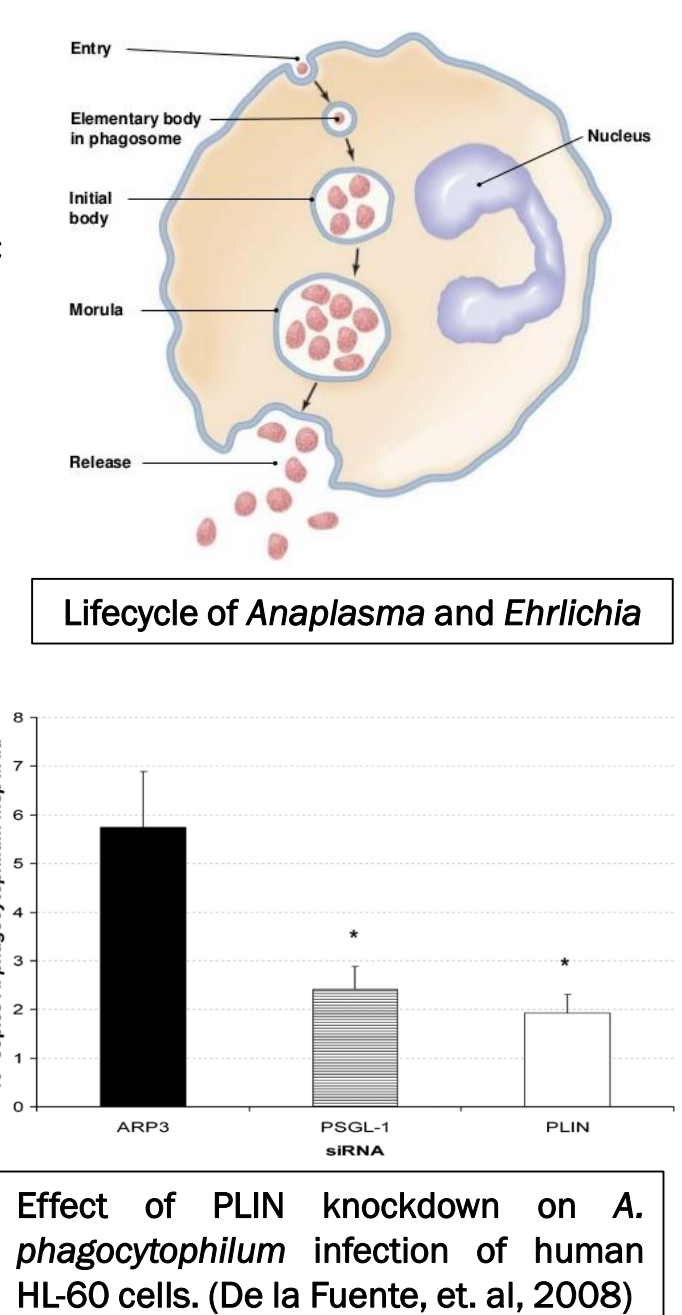 Entry
Elementary body
in phagosome
Nucleus
Initial
body
Morula
Release
Lifecycle of Anaplasma and Ehrlichia
8
7
6
5
4
3
2
1
0
*
*
ARP3
PSGL-1
PLIN
siRNA
Effect of PLIN knockdown on A.
phagocytophilum infection of human
HL-60 cells. (De la Fuente, et. al, 2008)